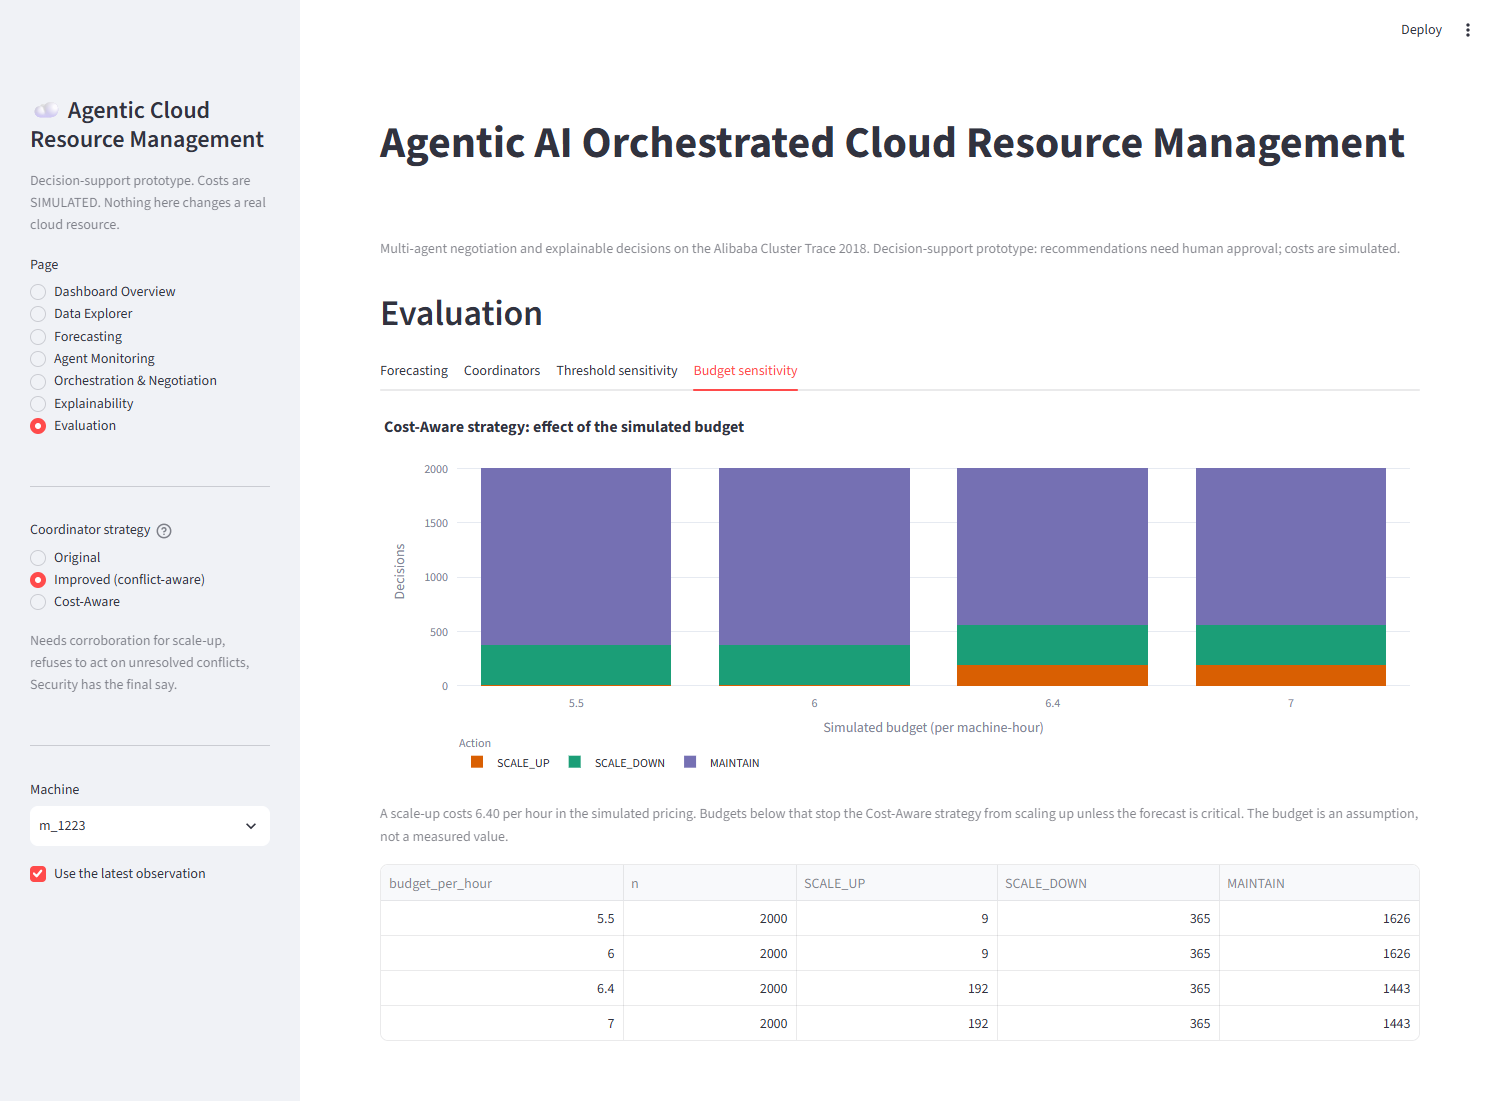 Deploy
Agentic Cloud
Resource Management
Decision-support prototype. Costs are
SIMULATED. Nothing here changes a real
cloud resource.
Page
Dashboard Overview
Data Explorer
Forecasting
Agent Monitoring
Orchestration & Negotiation
Explainability
Evaluation
Coordinator strategy
Original
Improved (conflict-aware)
Cost-Aware
Needs corroboration for scale-up,
refuses to act on unresolved conflicts,
Security has the final say.
Machine
m_1223
Use the latest observation
Agentic AI Orchestrated Cloud Resource Management
Multi-agent negotiation and explainable decisions on the Alibaba Cluster Trace 2018. Decision-support prototype: recommendations need human approval; costs are simulated.
Evaluation
Forecasting Coordinators Threshold sensitivity Budget sensitivity
Cost-Aware strategy: effect of the simulated budget
Decisions
2000
1500
1000
500
0
5.5 6 6.4 7
Simulated budget (per machine-hour)
Action
SCALE_UP SCALE_DOWN MAINTAIN
A scale-up costs 6.40 per hour in the simulated pricing. Budgets below that stop the Cost-Aware strategy from scaling up unless the forecast is critical. The budget is an assumption,
not a measured value.
budget_per_hour n SCALE_UP SCALE_DOWN MAINTAIN
5.5 2000 9 365 1626
6 2000 9 365 1626
6.4 2000 192 365 1443
7 2000 192 365 1443